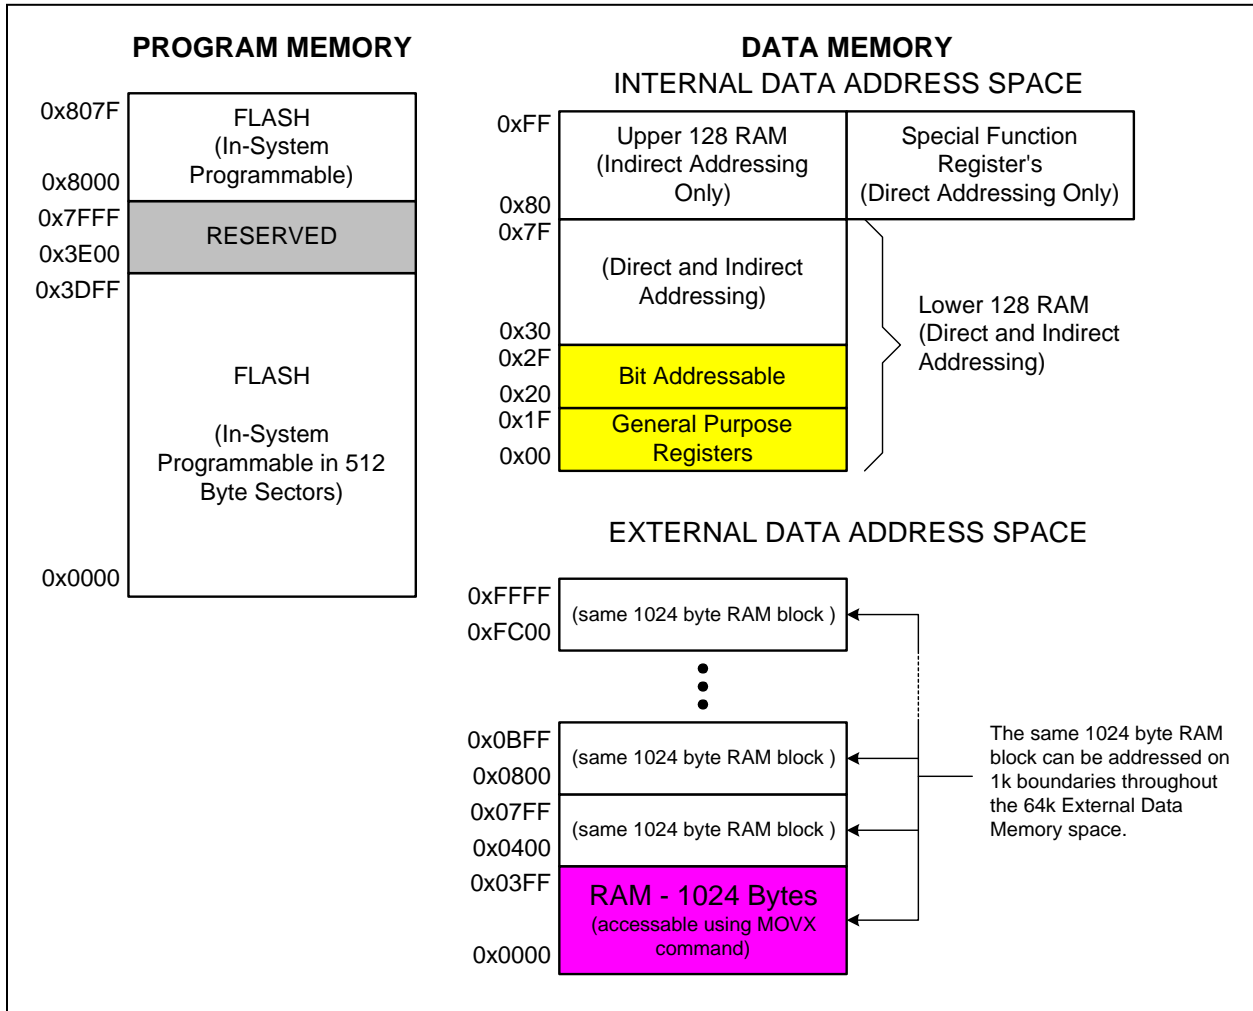 PROGRAM MEMORY
0x807F
FLASH
(In-System
Programmable)
0x8000
0x7FFF
RESERVED
0x3E00
0x3DFF
FLASH
(In-System
Programmable in 512
Byte Sectors)
0x0000
DATA MEMORY
INTERNAL DATA ADDRESS SPACE
0xFF
Upper 128 RAM
(Indirect Addressing
Only)
0x80
Special Function
Register's
(Direct Addressing Only)
0x7F
(Direct and Indirect
Addressing)
0x30
0x2F
Bit Addressable
0x20
0x1F
General Purpose
Registers
0x00
Lower 128 RAM
(Direct and Indirect
Addressing)
EXTERNAL DATA ADDRESS SPACE
0xFFFF
(same 1024 byte RAM block )
0xFC00
0x0BFF
(same 1024 byte RAM block )
0x0800
0x07FF
(same 1024 byte RAM block )
0x0400
0x03FF
RAM - 1024 Bytes
(accessable using MOVX
command)
0x0000
The same 1024 byte RAM
block can be addressed on
1k boundaries throughout
the 64k External Data
Memory space.